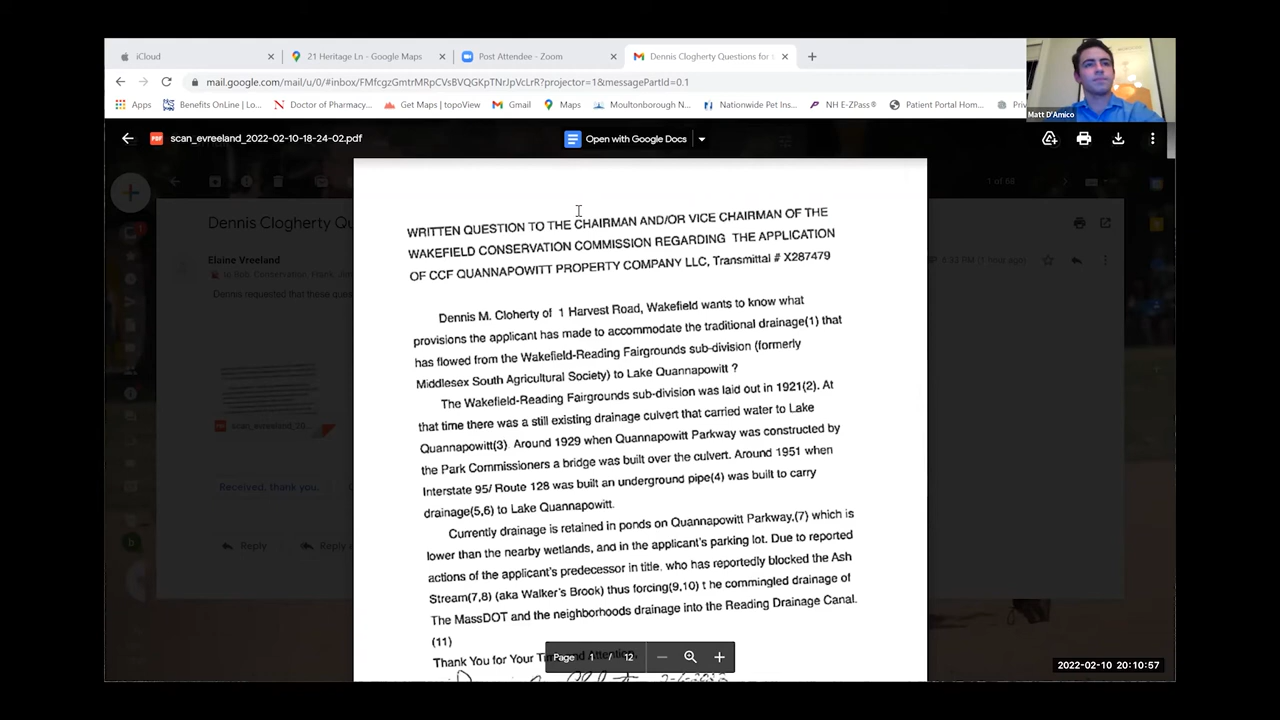 iCloud
21 Heritage Ln - Google Maps
Post Attendee - Zoom
Dennis Clogherty Questions for
mail.google.com/mail/u/0/#inbox/FMfcgzGmtrMRpCVsBVQGKpTNrJpVcLrR?projector=1&messagePartId=0.1
Apps
Benefits OnLine | Lo...
Doctor of Pharmacy...
Get Maps | topoView
Gmail
Maps
Moultonborough N...
Nationwide Pet Ins...
NH E-ZPass®
Patient Portal Hom...
Matt D'Amico
scan_evreeland_2022-02-10-18-24-02.pdf
Open with Google Docs
1 of 68
Dennis Clogherty Qu
Elaine Vreeland
Dennis requested that these ques
scan_evreeland_20...
Received, thank you.
Reply
WRITTEN QUESTION TO THE CHAIRMAN AND/OR VICE CHAIRMAN OF THE
WAKEFIELD CONSERVATION COMMISSION REGARDING THE APPLICATION
OF CCF QUANNAPOWITT PROPERTY COMPANY LLC, Transmittal # X287479
Dennis M. Cloherty of 1 Harvest Road, Wakefield wants to know what
provisions the applicant has made to accommodate the traditional drainage(1) that
has flowed from the Wakefield-Reading Fairgrounds sub-division (formerly
Middlesex South Agricultural Society) to Lake Quannapowitt ?
The Wakefield-Reading Fairgrounds sub-division was laid out in 1921(2). At
that time there was a still existing drainage culvert that carried water to Lake
Quannapowitt(3) Around 1929 when Quannapowitt Parkway was constructed by
the Park Commissioners a bridge was built over the culvert. Around 1951 when
Interstate 95/ Route 128 was built an underground pipe(4) was built to carry
drainage(5,6) to Lake Quannapowitt.
Currently drainage is retained in ponds on Quannapowitt Parkway,(7) which is
lower than the nearby wetlands, and in the applicant's parking lot. Due to reported
actions of the applicant's predecessor in title, who has reportedly blocked the Ash
Stream(7,8) (aka Walker's Brook) thus forcing(9,10) t he commingled drainage of
The MassDOT and the neighborhoods drainage into the Reading Drainage Canal.
(11)
Thank You for Your Time and Attention.
Page 1 / 12
2022-02-10 20:10:57